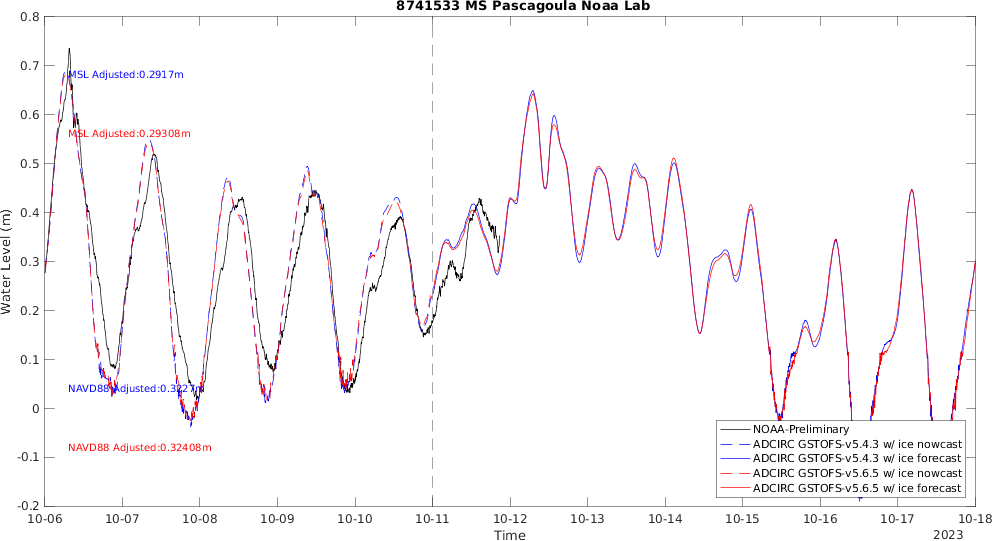 8741533 MS Pascagoula Noaa Lab
0.8
0.7
0.6
0.5
0.4
0.3
0.2
0.1
0
-0.1
-0.2
Water Level (m)
MSL Adjusted:0.2917m
MSL Adjusted:0.29308m
NAVD88 Adjusted:0.3227m
NAVD88 Adjusted:0.32408m
NOAA-Preliminary
ADCIRC GSTOFS-v5.4.3 w/ ice nowcast
ADCIRC GSTOFS-v5.4.3 w/ ice forecast
ADCIRC GSTOFS-v5.6.5 w/ ice nowcast
ADCIRC GSTOFS-v5.6.5 w/ ice forecast
10-06 10-07 10-08 10-09 10-10 10-11 10-12 10-13 10-14 10-15 10-16 10-17 10-18
Time
2023